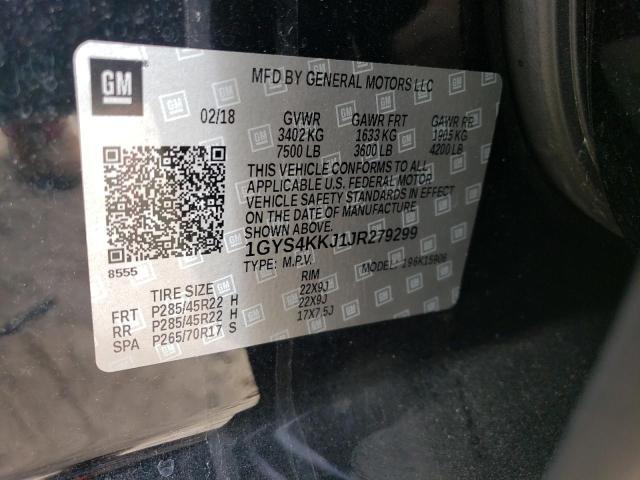 GM
MFD BY GENERAL MOTORS LLC
02/18 GVWR GAWR FRT GAWR RR
3402 KG 1633 KG 1905 KG
7500 LB 3600 LB 4200 LB
THIS VEHICLE CONFORMS TO ALL
APPLICABLE U.S. FEDERAL MOTOR
VEHICLE SAFETY STANDARDS IN EFFECT
ON THE DATE OF MANUFACTURE
SHOWN ABOVE.
1GYS4KKJ1JR279299
8555
TYPE: M.P.V. MODEL: 196K15906
TIRE SIZE RIM
FRT P285/45R22 H 22X9J
RR P285/45R22 H 22X9J
SPA P265/70R17 S 17X7.5J